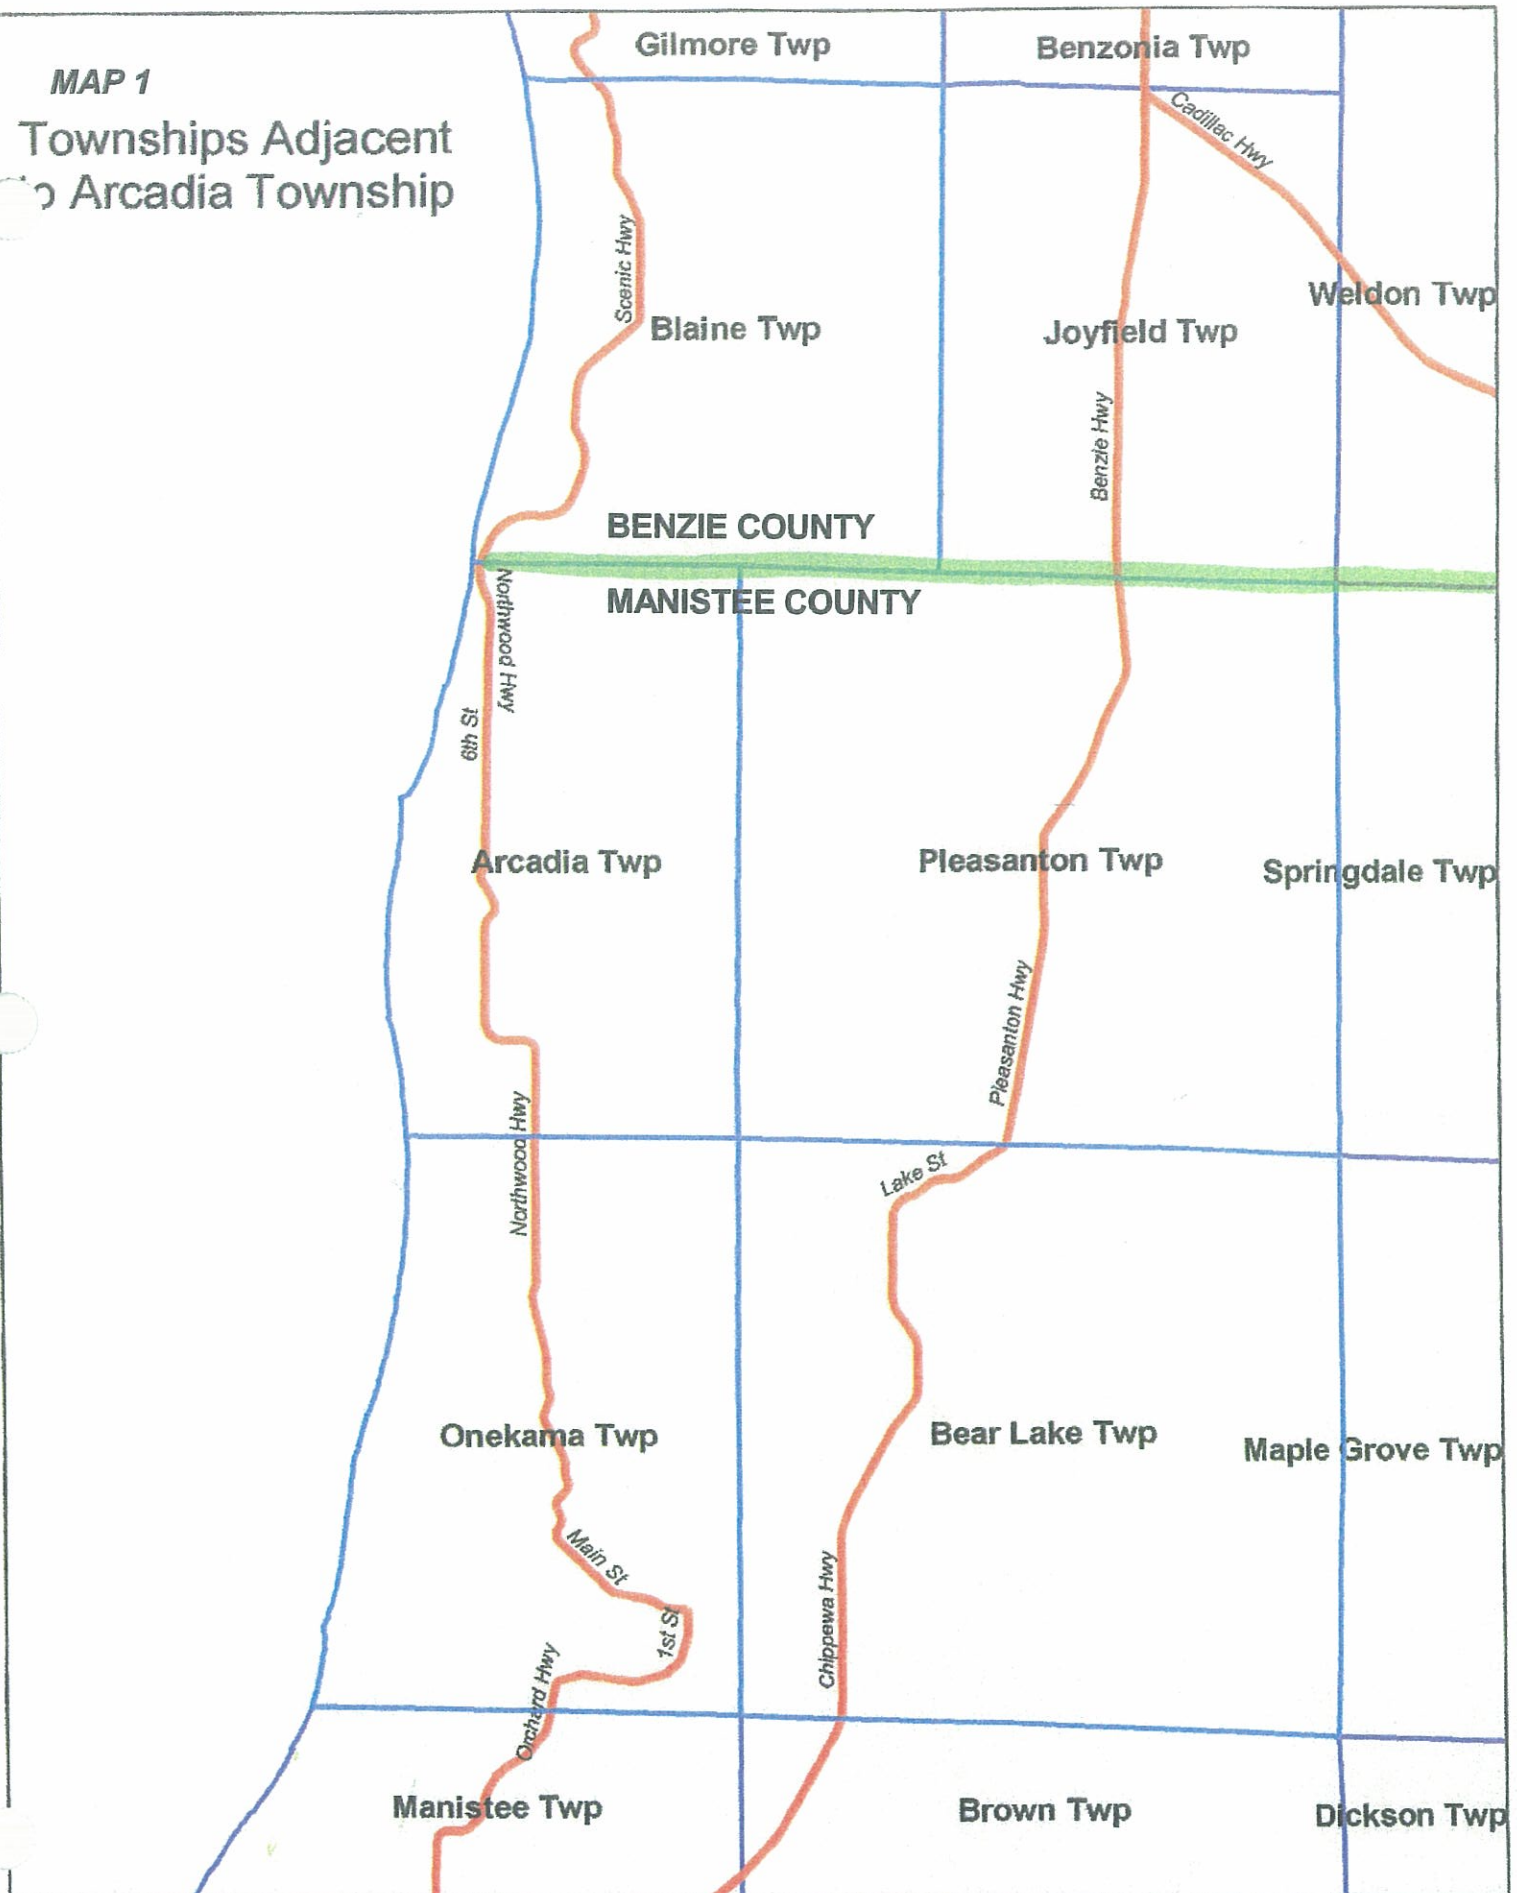 Gilmore Twp
Benzonia Twp
MAP 1
Townships Adjacent
Arcadia Township
Cadillac Hwy
Scenic Hwy
Weldon Twp
Blaine Twp
Joyfield Twp
Benzie Hwy
BENZIE COUNTY
MANISTEE COUNTY
Northwood Hwy
6th St
Arcadia Twp
Pleasanton Twp
Springdale Twp
Pleasanton Hwy
Northwood Hwy
Lake St
Onekama Twp
Bear Lake Twp
Maple Grove Twp
Main St
Chippewa Hwy
1st St
Orchard Hwy
Manistee Twp
Brown Twp
Dickson Twp